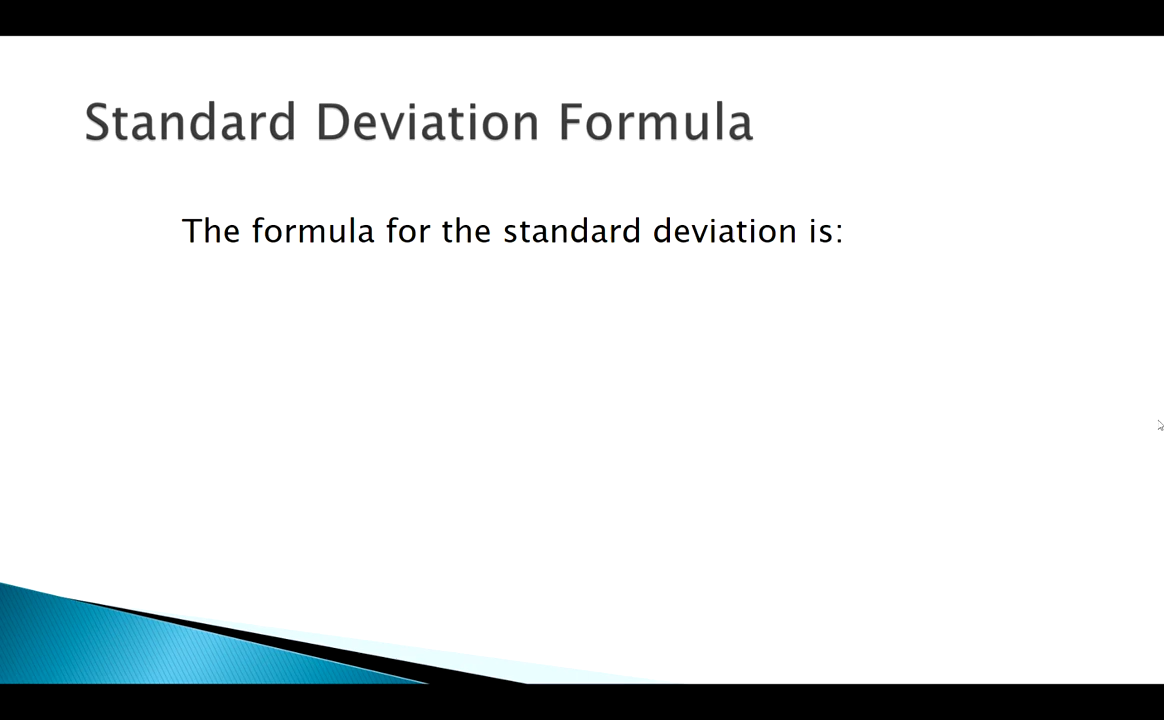 Standard Deviation Formula
The formula for the standard deviation is: